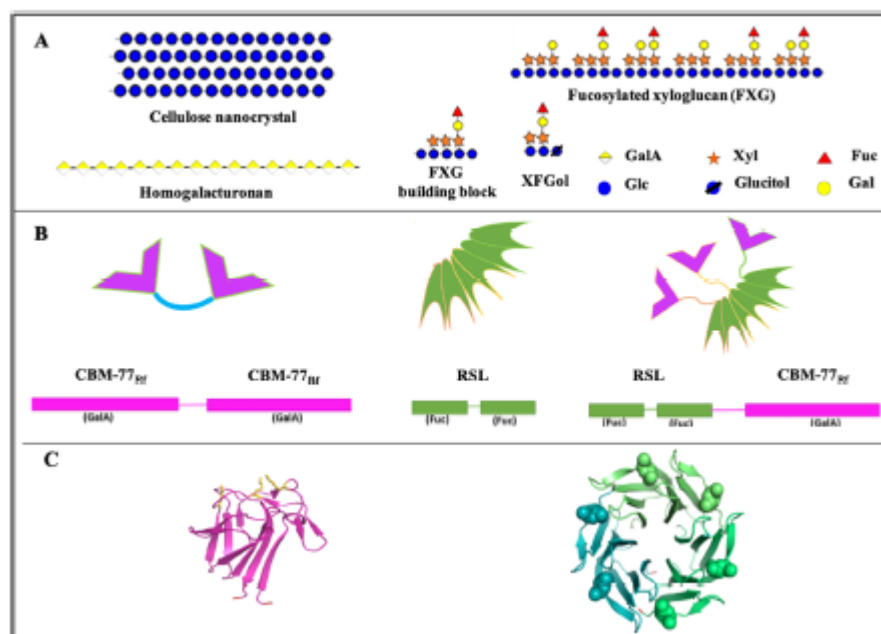 A
Cellulose nanocrystal
Fucosylated xyloglucan (FXG)
Homogalacturonan
FXG
building block
XFGol
GalA
Xyl
Fuc
Glc
Glucitol
Gal
B
CBM-77Rf
CBM-77Rf
RSL
RSL
CBM-77Rf
(GalA)
(GalA)
(Fuc)
(Fuc)
(Fuc)
(Fuc)
(GalA)
C